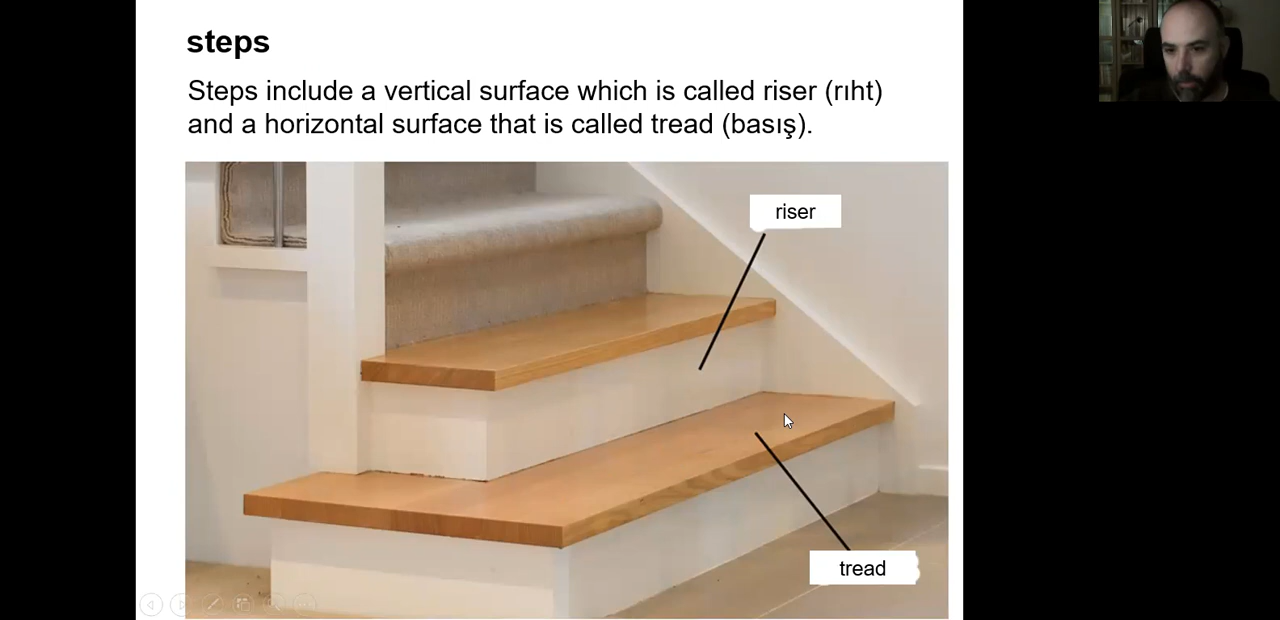 steps
Steps include a vertical surface which is called riser (rıht)
and a horizontal surface that is called tread (basış).
riser
tread